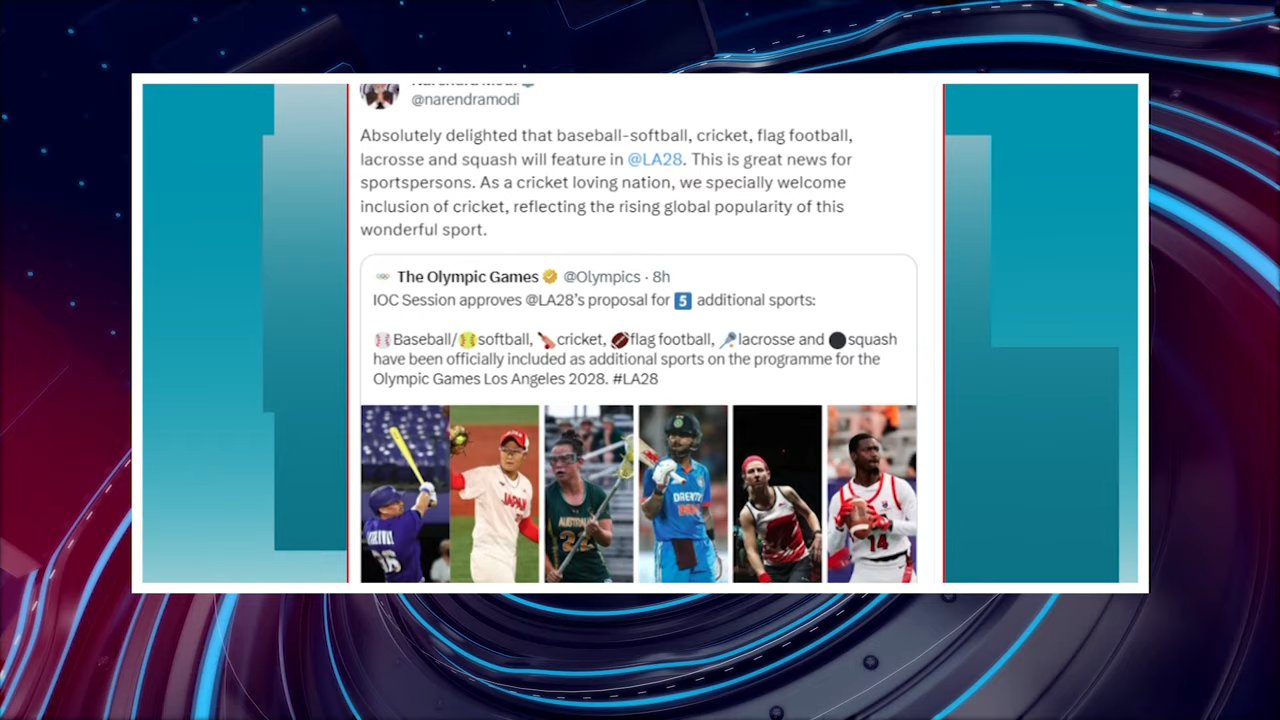 @narendramodi
Absolutely delighted that baseball-softball, cricket, flag football,
lacrosse and squash will feature in @LA28. This is great news for
sportspersons. As a cricket loving nation, we specially welcome
inclusion of cricket, reflecting the rising global popularity of this
wonderful sport.
The Olympic Games @Olympics · 8h
IOC Session approves @LA28's proposal for 5 additional sports:
Baseball/softball, cricket, flag football, lacrosse and squash
have been officially included as additional sports on the programme for the
Olympic Games Los Angeles 2028. #LA28
JAPAN
AUSTRALIA
14